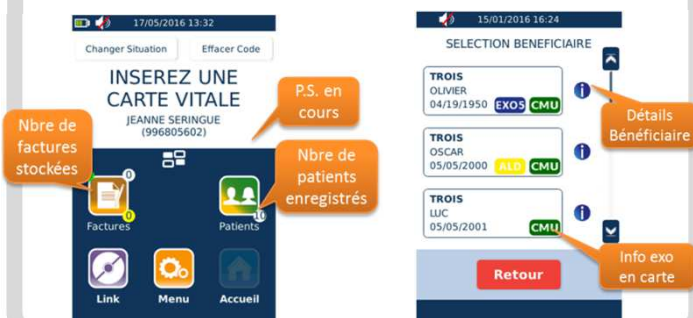 17/05/2016 13:32
Changer Situation
Effacer Code
INSEREZ UNE
CARTE VITALE
JEANNE SERINGUE
(996805602)
P.S. en
cours
Nbre de
factures
stockées
Nbre de
patients
enregistrés
0
0
Factures
10
Patients
Link
Menu
Accueil
15/01/2016 16:24
SELECTION BENEFICIAIRE
TROIS
OLIVIER
04/19/1950 EXO5 CMU
i
Détails
Bénéficiaire
TROIS
OSCAR
05/05/2000 ALD CMU
i
TROIS
LUC
05/05/2001 CMU
i
Info exo
en carte
Retour